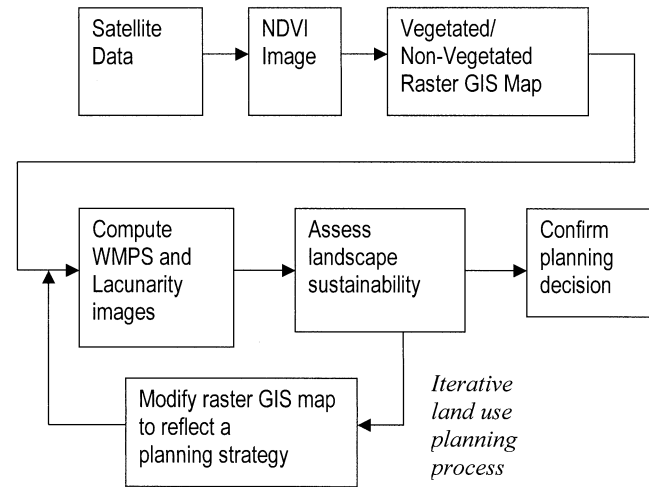 Satellite
Data
NDVI
Image
Vegetated/
Non-Vegetated
Raster GIS Map
Compute
WMPS and
Lacunarity
images
Assess
landscape
sustainability
Confirm
planning
decision
Modify raster GIS map
to reflect a
planning strategy
Iterative
land use
planning
process